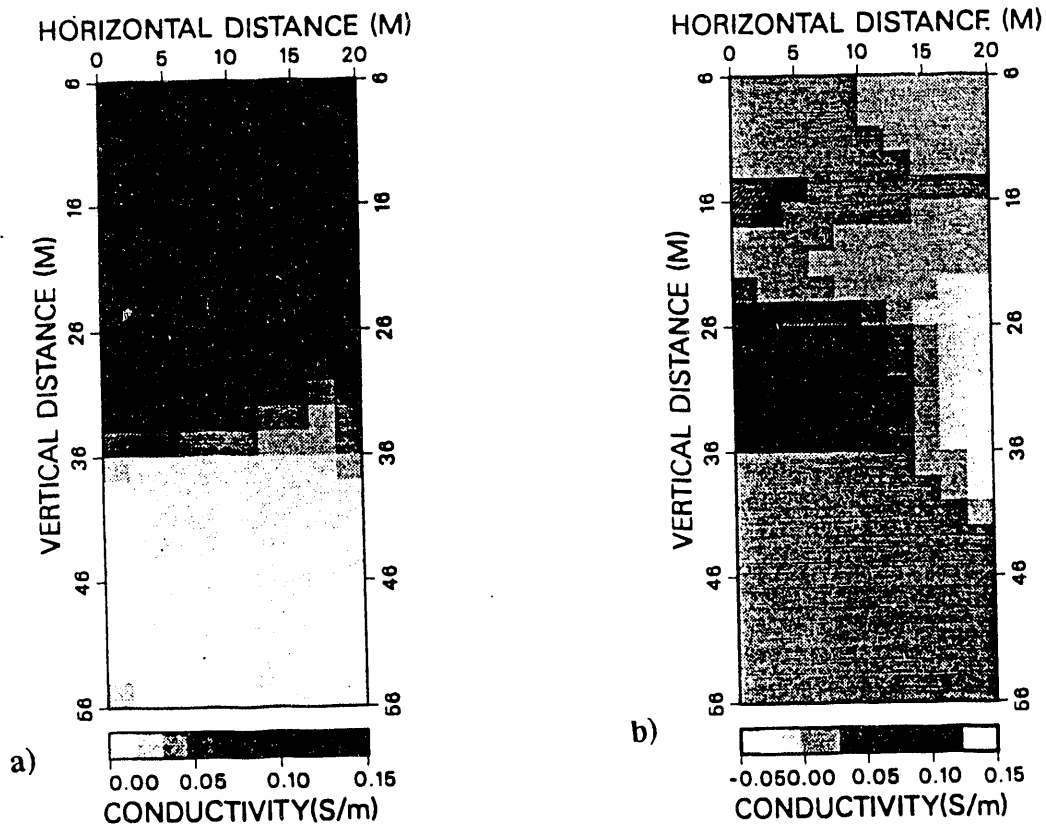 HORIZONTAL DISTANCE (M)
0 5 10 15 20
6 6
16 16
26 26
36 36
46 46
56 56
VERTICAL DISTANCE (M)
a)
0.00 0.05 0.10 0.15
CONDUCTIVITY(S/m)
HORIZONTAL DISTANCE (M)
0 5 10 15 20
6 6
16 16
26 26
36 36
46 46
56 56
VERTICAL DISTANCE (M)
b)
-0.05 0.00 0.05 0.10 0.15
CONDUCTIVITY(S/m)